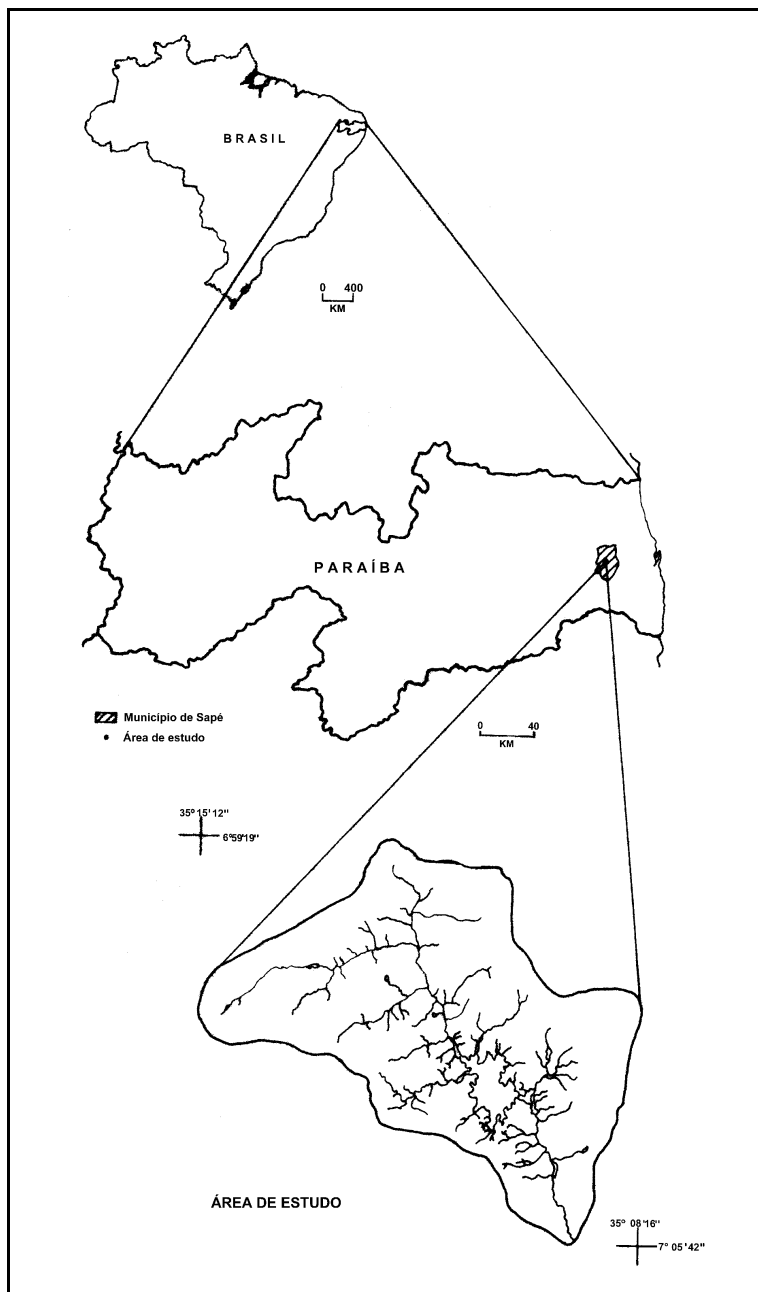 BRASIL
0 400
KM
PARAÍBA
Município de Sapé
Área de estudo
0 40
KM
35º 15' 12"
6º59'19"
ÁREA DE ESTUDO
35º 08'16"
7º 05'42"